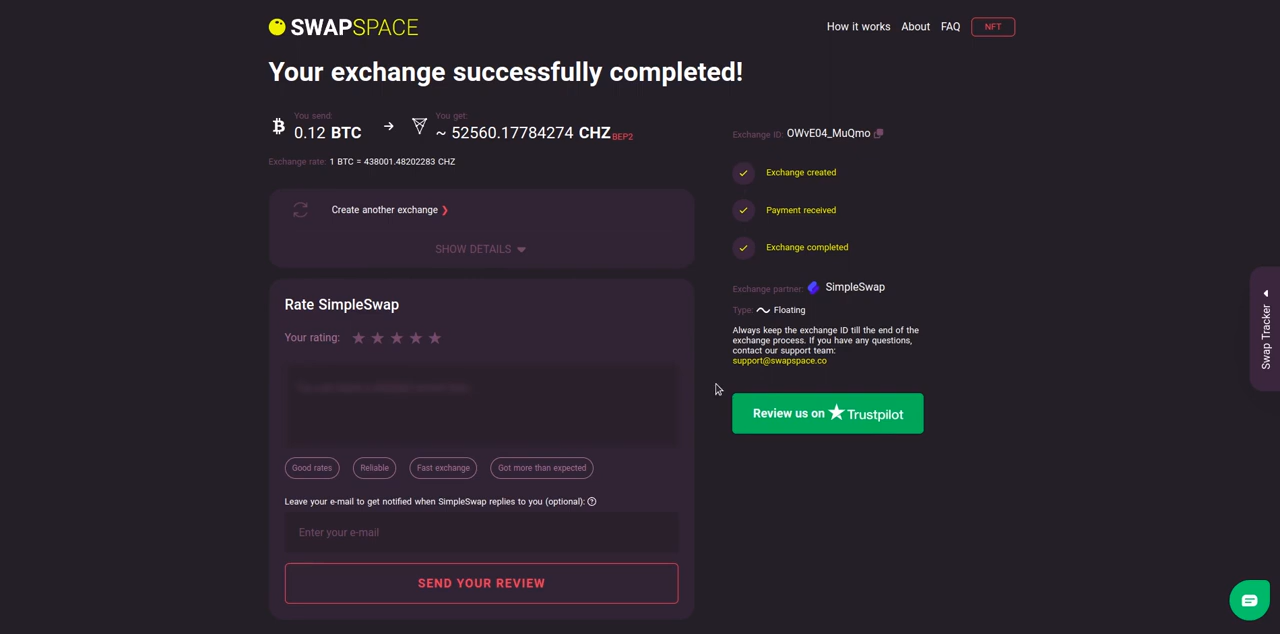 SWAPSPACE
How it works About FAQ NFT
Your exchange successfully completed!
You send:
0.12 BTC
You get:
~ 52560.17784274 CHZ BEP2
Exchange rate: 1 BTC = 438001.48202283 CHZ
Create another exchange ❯
SHOW DETAILS
Rate SimpleSwap
Your rating:
Good rates Reliable Fast exchange Got more than expected
Leave your e-mail to get notified when SimpleSwap replies to you (optional): ?
Enter your e-mail
SEND YOUR REVIEW
Exchange ID: OWvE04_MuQmo
Exchange created
Payment received
Exchange completed
Exchange partner: SimpleSwap
Type: Floating
Always keep the exchange ID till the end of the
exchange process. If you have any questions,
contact our support team:
support@swapspace.co
Review us on ★ Trustpilot
Swap Tracker